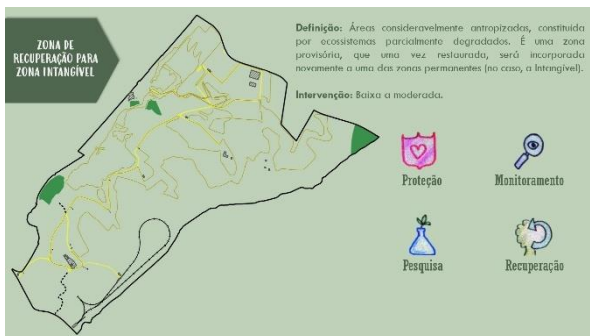 ZONA DE
RECUPERAÇÃO PARA
ZONA INTANGÍVEL
Definição: Áreas consideravelmente antropizadas, constituída
por ecossistemas parcialmente degradados. É uma zona
provisória, que uma vez restaurada, será incorporada
novamente a uma das zonas permanentes (no caso, a Intangível).
Intervenção: Baixa a moderada.
Proteção
Monitoramento
Pesquisa
Recuperação